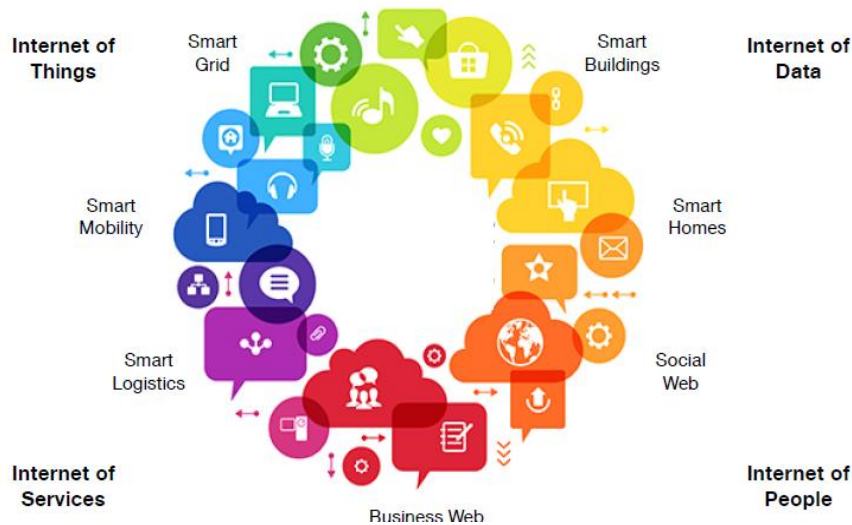 Internet of
Things
Smart
Grid
Smart
Buildings
Internet of
Data
Smart
Mobility
Smart
Homes
Smart
Logistics
Social
Web
Internet of
Services
Business Web
Internet of
People